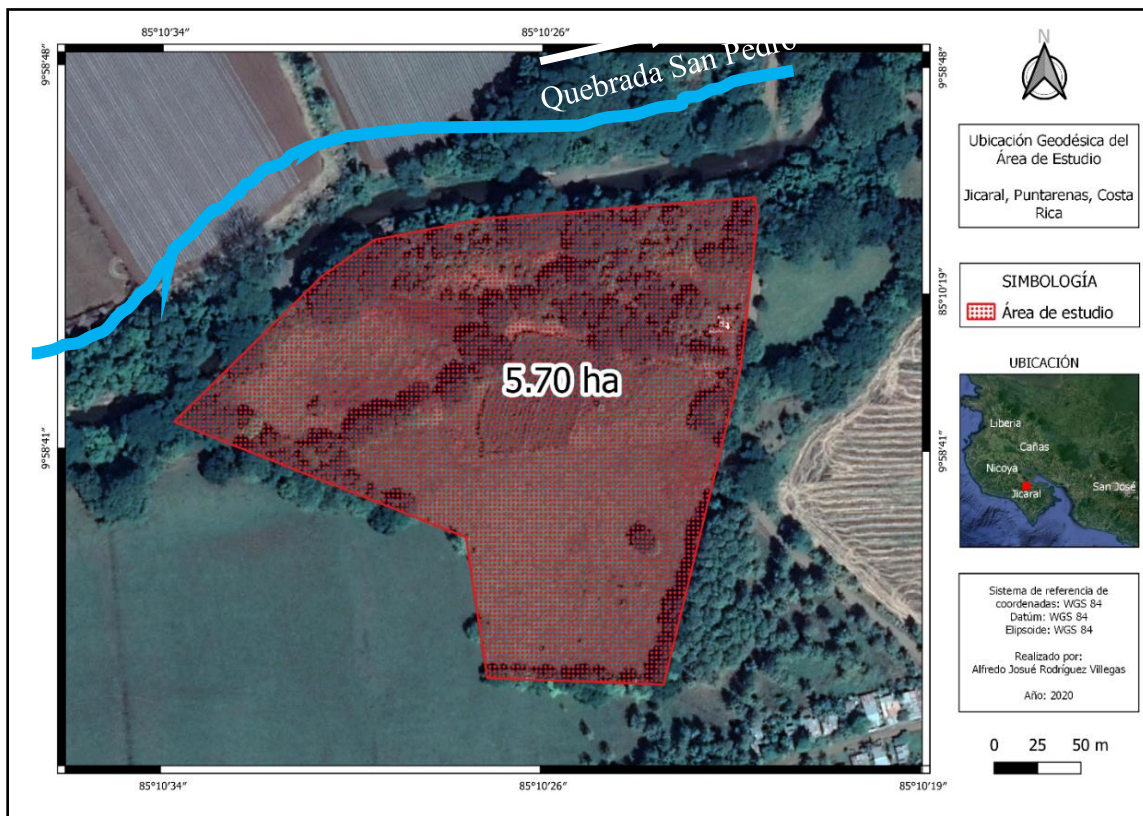 85°10′34″
85°10′26″
9°58′48″
9°58′48″
Quebrada San Pedro
85°10′19″
5.70 ha
9°58′41″
9°58′41″
85°10′34″
85°10′26″
85°10′19″
N
Ubicación Geodésica del
Área de Estudio
Jicaral, Puntarenas, Costa
Rica
SIMBOLOGÍA
Área de estudio
UBICACIÓN
Liberia
Cañas
Nicoya
San José
Jicaral
Sistema de referencia de
coordenadas: WGS 84
Datúm: WGS 84
Elipsoide: WGS 84
Realizado por:
Alfredo Josué Rodríguez Villegas
Año: 2020
0 25 50 m